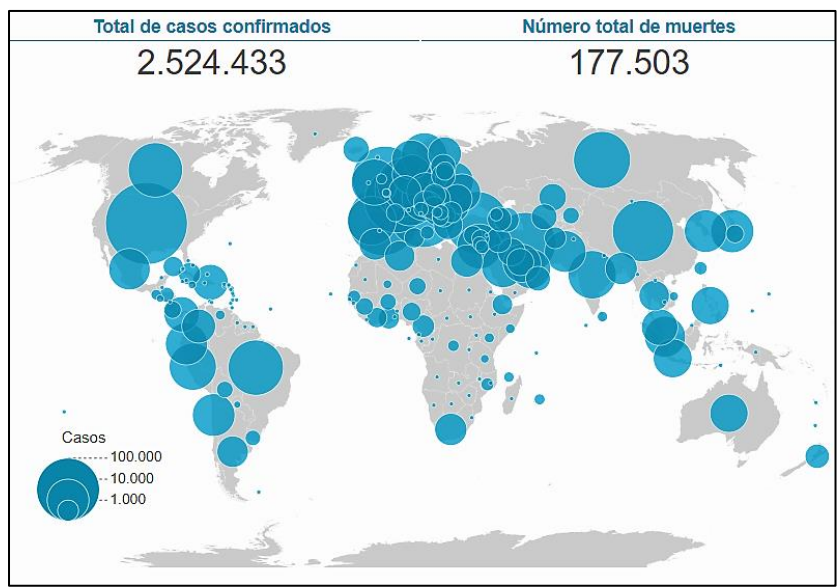 Total de casos confirmados
Número total de muertes
2.524.433
177.503
Casos
100.000
10.000
1.000